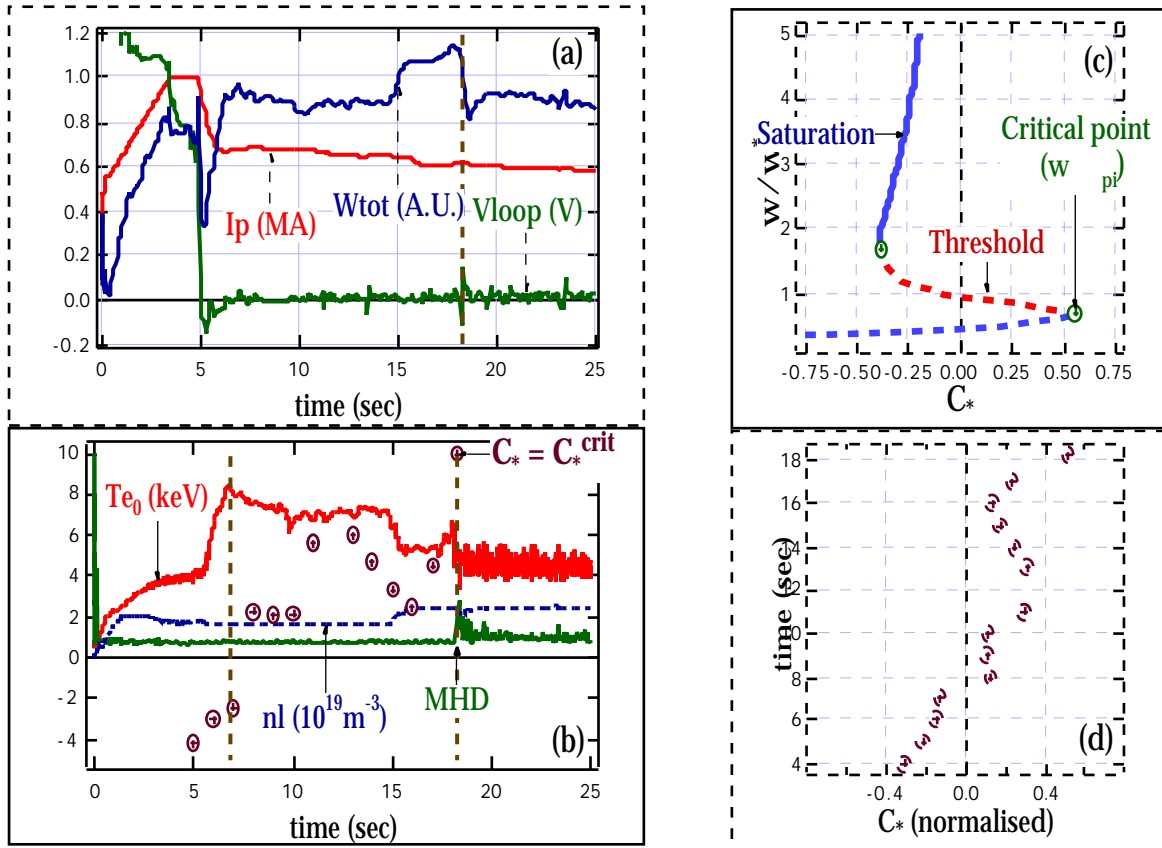 (a)
1.2
1.0
0.8
0.6
0.4
0.2
0.0
-0.2
Ip (MA)
Wtot (A.U.)
Vloop (V)
0 5 10 15 20 25
time (sec)
(c)
5
4
3
2
1
w/w*
Saturation
Critical point
(w pi)
Threshold
-0.75 -0.50 -0.25 0.00 0.25 0.50 0.75
C*
10
8
6
4
2
0
-2
-4
C* = C*crit
Te0 (keV)
nl (10^19 m^-3)
MHD
(b)
0 5 10 15 20 25
time (sec)
18
16
14
12
10
8
6
4
time (sec)
(d)
-0.4 0.0 0.4
C* (normalised)